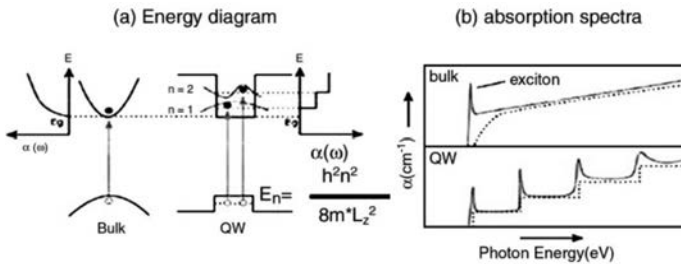 (a) Energy diagram
(b) absorption spectra
E
E
n = 2
n = 1
εg
εg
α(ω)
α(ω)
Bulk
QW
En=
h²n²
8m*Lz²
bulk
exciton
QW
α(cm⁻¹)
Photon Energy(eV)